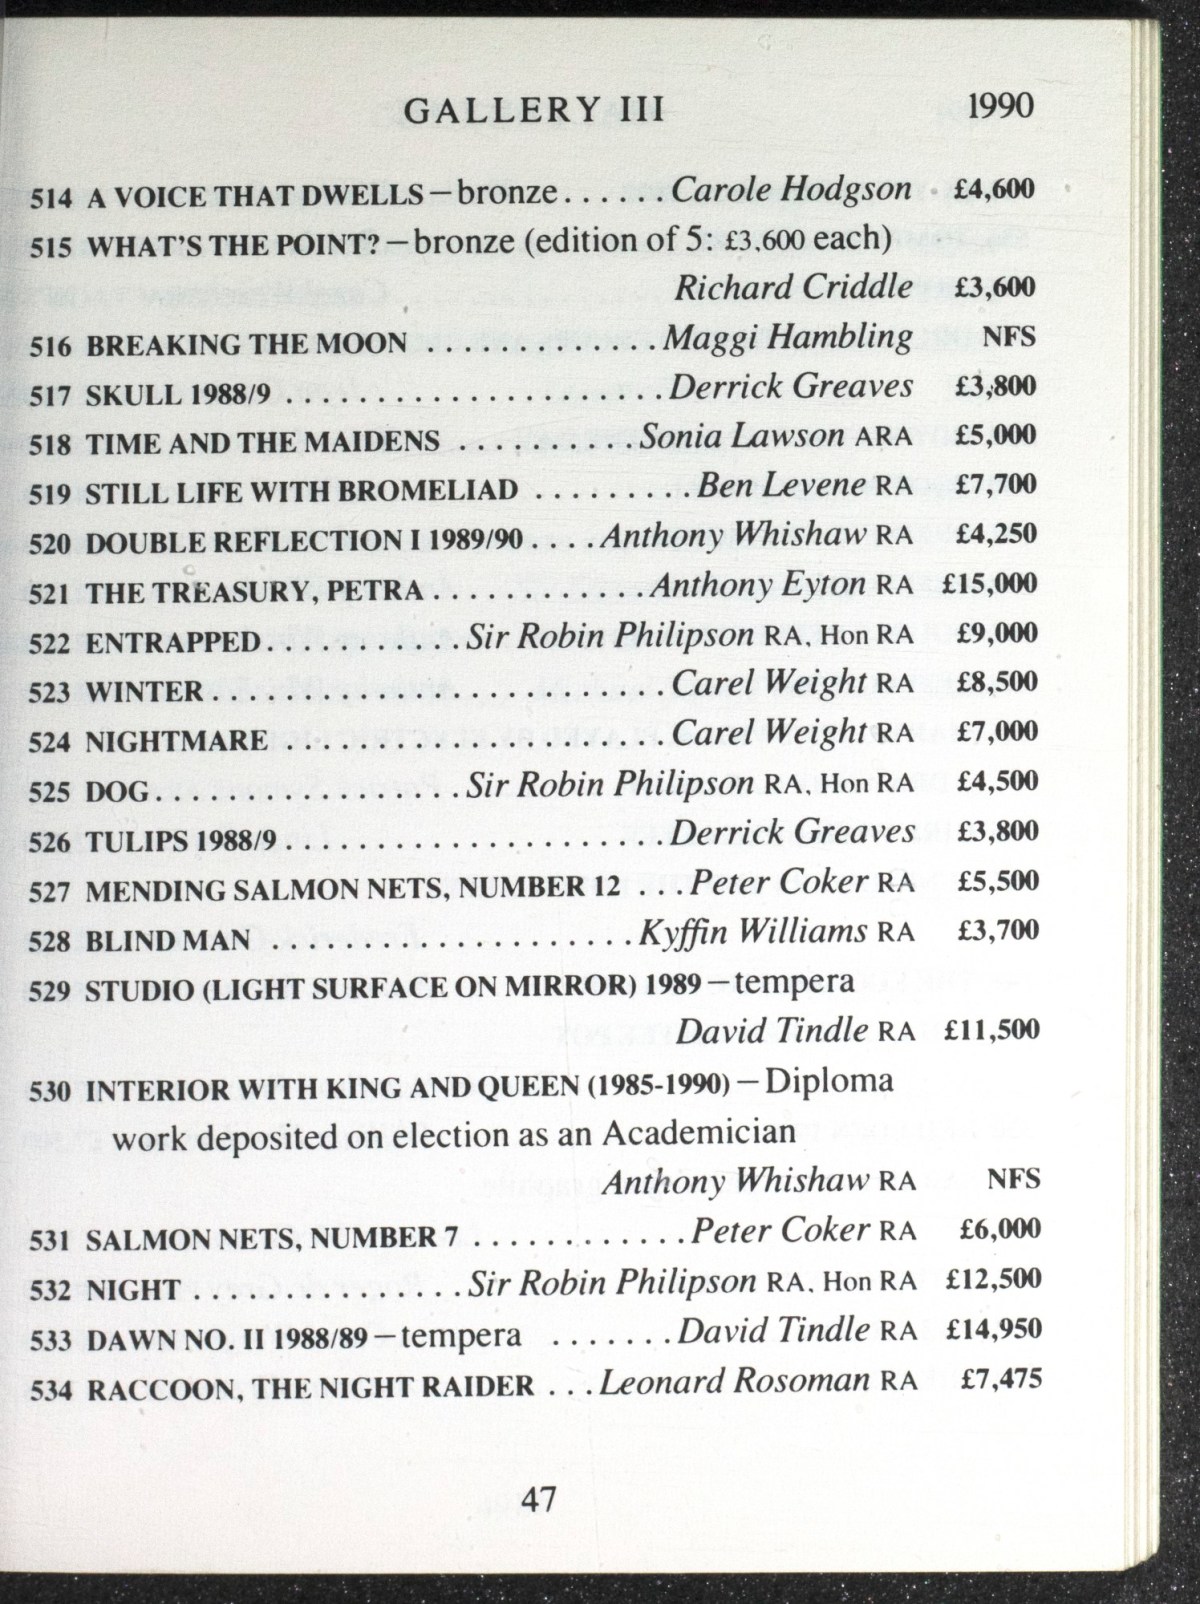 GALLERY III 1990
514 A VOICE THAT DWELLS — bronze . . . . . . Carole Hodgson £4,600
515 WHAT'S THE POINT? — bronze (edition of 5: £3,600 each)
Richard Criddle £3,600
516 BREAKING THE MOON . . . . . . . . . . . . . Maggi Hambling NFS
517 SKULL 1988/9 . . . . . . . . . . . . . . . . . . . . . . Derrick Greaves £3,800
518 TIME AND THE MAIDENS . . . . . . . . . . . Sonia Lawson ARA £5,000
519 STILL LIFE WITH BROMELIAD . . . . . . . . . Ben Levene RA £7,700
520 DOUBLE REFLECTION I 1989/90 . . . . Anthony Whishaw RA £4,250
521 THE TREASURY, PETRA . . . . . . . . . . . . . Anthony Eyton RA £15,000
522 ENTRAPPED . . . . . . . . . . . Sir Robin Philipson RA, Hon RA £9,000
523 WINTER . . . . . . . . . . . . . . . . . . . . . . . . . . Carel Weight RA £8,500
524 NIGHTMARE . . . . . . . . . . . . . . . . . . . . . . Carel Weight RA £7,000
525 DOG . . . . . . . . . . . . . . . . . Sir Robin Philipson RA, Hon RA £4,500
526 TULIPS 1988/9 . . . . . . . . . . . . . . . . . . . . . . Derrick Greaves £3,800
527 MENDING SALMON NETS, NUMBER 12 . . . Peter Coker RA £5,500
528 BLIND MAN . . . . . . . . . . . . . . . . . . . . . Kyffin Williams RA £3,700
529 STUDIO (LIGHT SURFACE ON MIRROR) 1989 — tempera
David Tindle RA £11,500
530 INTERIOR WITH KING AND QUEEN (1985-1990) — Diploma
work deposited on election as an Academician
Anthony Whishaw RA NFS
531 SALMON NETS, NUMBER 7 . . . . . . . . . . . . Peter Coker RA £6,000
532 NIGHT . . . . . . . . . . . . . . . Sir Robin Philipson RA, Hon RA £12,500
533 DAWN NO. II 1988/89 — tempera . . . . . . . David Tindle RA £14,950
534 RACCOON, THE NIGHT RAIDER . . . Leonard Rosoman RA £7,475
47